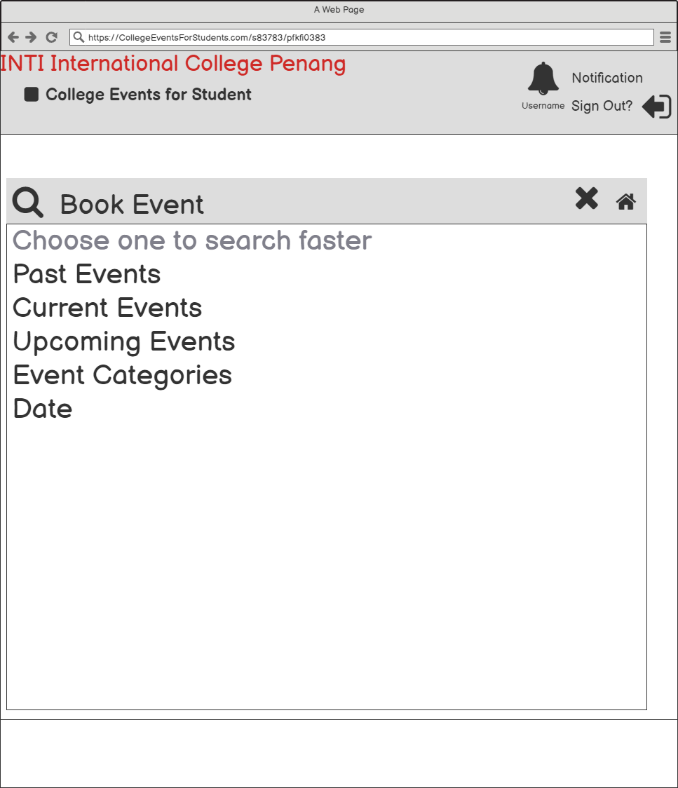 A Web Page
https://CollegeEventsForStudents.com/s83783/pfkfi0383
INTI International College Penang
College Events for Student
Notification
Username Sign Out?
Book Event
Choose one to search faster
Past Events
Current Events
Upcoming Events
Event Categories
Date